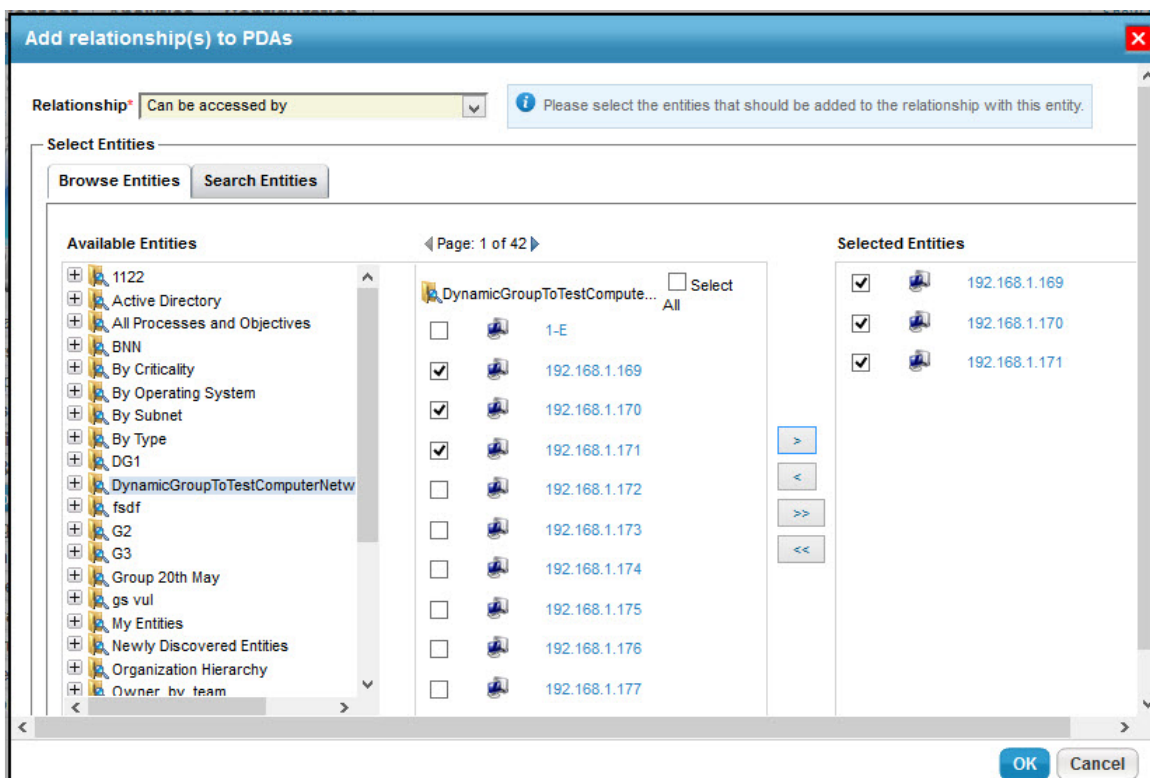 Add relationship(s) to PDAs
Relationship* Can be accessed by
Please select the entities that should be added to the relationship with this entity.
Select Entities
Browse Entities
Search Entities
Available Entities
1122
Active Directory
All Processes and Objectives
BNN
By Criticality
By Operating System
By Subnet
By Type
DG1
DynamicGroupToTestComputerNetw
fsdf
G2
G3
Group 20th May
gs vul
My Entities
Newly Discovered Entities
Organization Hierarchy
Owner_by_team
Page: 1 of 42
DynamicGroupToTestCompute...
Select
All
1-E
192.168.1.169
192.168.1.170
192.168.1.171
192.168.1.172
192.168.1.173
192.168.1.174
192.168.1.175
192.168.1.176
192.168.1.177
>
<
>>
<<
Selected Entities
192.168.1.169
192.168.1.170
192.168.1.171
OK
Cancel